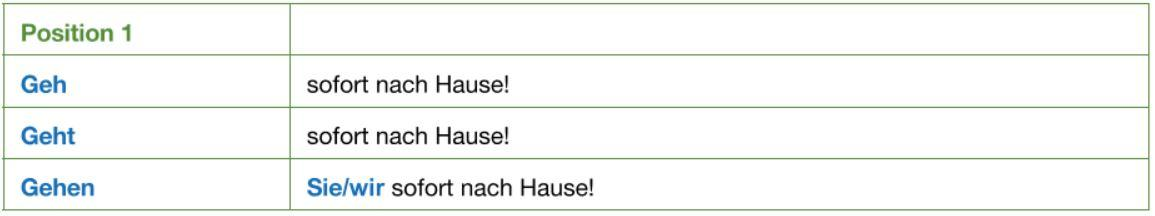 Position 1
Geh sofort nach Hause!
Geht sofort nach Hause!
Gehen Sie/wir sofort nach Hause!